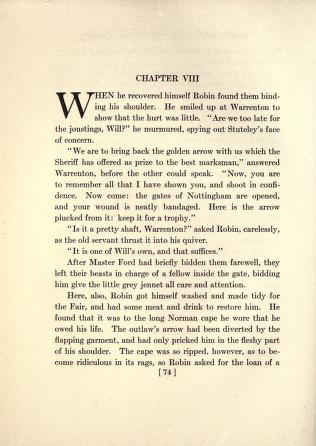 CHAPTER VIII
WHEN he recovered himself Robin found them bind-
ing his shoulder. He smiled up at Warrenton to
show that the hurt was little. "Are we too late for
the joustings, Will?" he murmured, spying out Stuteley's face
of concern.
"We are to bring back the golden arrow with us which the
Sheriff has offered as prize to the best marksman," answered
Warrenton, before the other could speak. "Now, you are
to remember all that I have shown you, and shoot in confi-
dence. Now come: the gates of Nottingham are opened,
and your wound is neatly bandaged. Here is the arrow
plucked from it: keep it for a trophy."
"Is it a pretty shaft, Warrenton?" asked Robin, carelessly,
as the old servant thrust it into his quiver.
"It is one of Will's own, and that suffices."
After Master Ford had briefly bidden them farewell, they
left their beasts in charge of a fellow inside the gate, bidding
him give the little grey jennet all care and attention.
Here, also, Robin got himself washed and made tidy for
the Fair, and had some meat and drink to restore him. He
found that it was to the long Norman cape he wore that he
owed his life. The outlaw's arrow had been diverted by the
flapping garment, and had only pricked him in the fleshy part
of his shoulder. The cape was so ripped, however, as to be-
come ridiculous in its rags, so Robin asked for the loan of a
[ 74 ]